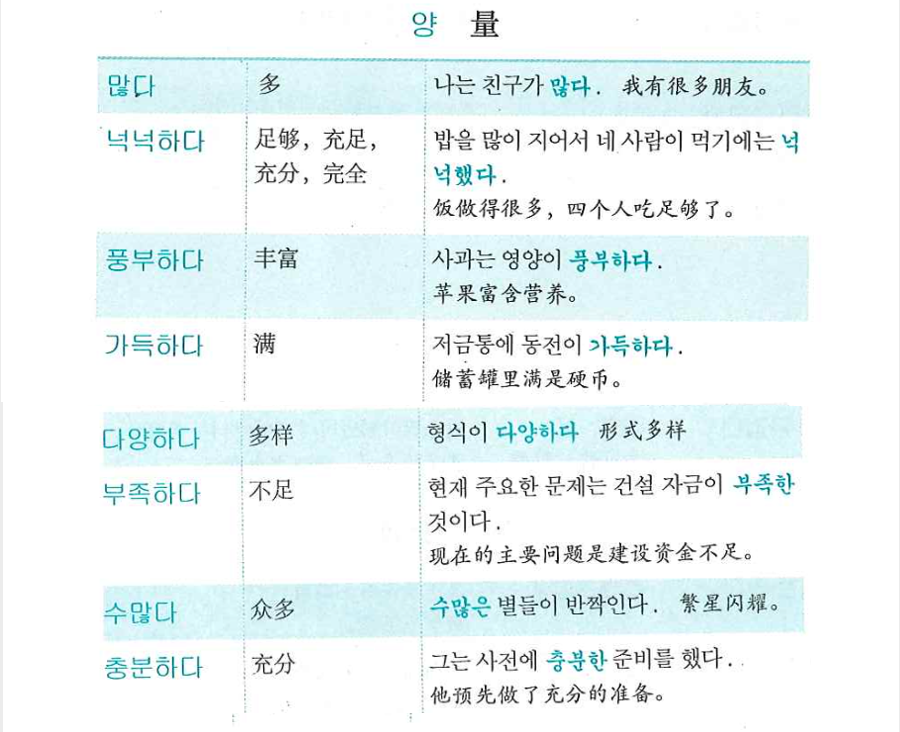 양 量
많다 多 나는 친구가 많다. 我有很多朋友。
넉넉하다 足够，充足， 밥을 많이 지어서 네 사람이 먹기에는 넉
充分，完全 넉했다.
饭做得很多，四个人吃足够了。
풍부하다 丰富 사과는 영양이 풍부하다.
苹果富含营养。
가득하다 满 저금통에 동전이 가득하다.
储蓄罐里满是硬币。
다양하다 多样 형식이 다양하다 形式多样
부족하다 不足 현재 주요한 문제는 건설 자금이 부족한
것이다.
现在的主要问题是建设资金不足。
수많다 众多 수많은 별들이 반짝인다. 繁星闪耀。
충분하다 充分 그는 사전에 충분한 준비를 했다.
他预先做了充分的准备。